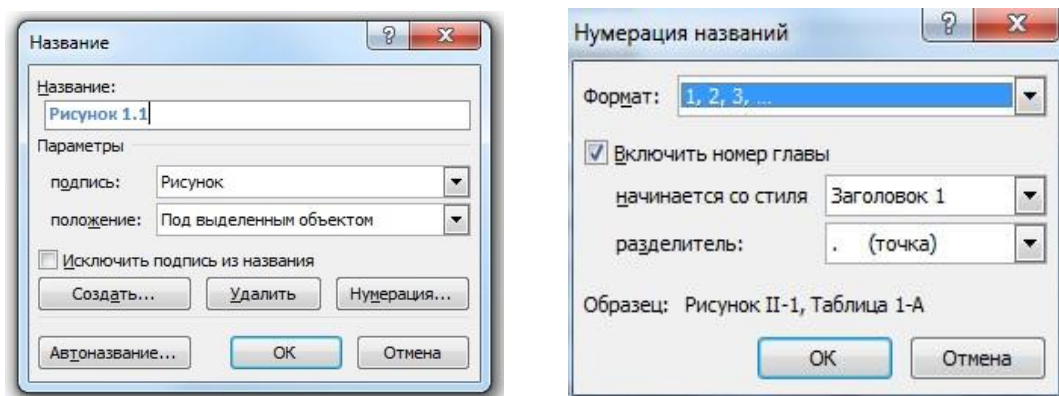 Название
Название:
Рисунок 1.1
Параметры
подпись: Рисунок
положение: Под выделенным объектом
Исключить подпись из названия
Создать... Удалить Нумерация...
Автоназвание... ОК Отмена
Нумерация названий
Формат: 1, 2, 3, ...
Включить номер главы
начинается со стиля Заголовок 1
разделитель: . (точка)
Образец: Рисунок II-1, Таблица 1-A
ОК Отмена